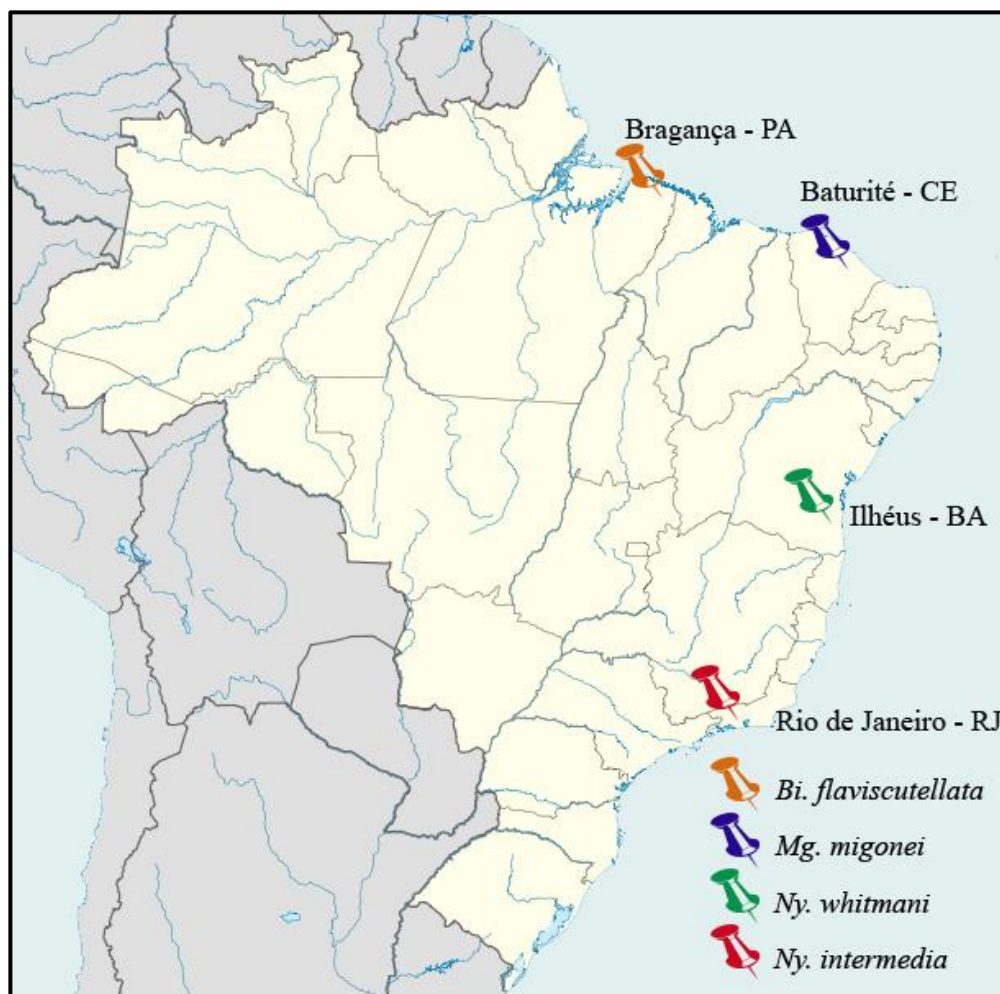 Bragança - PA
Baturité - CE
Ilhéus - BA
Rio de Janeiro - RJ
Bi. flaviscutellata
Mg. migonei
Ny. whitmani
Ny. intermedia